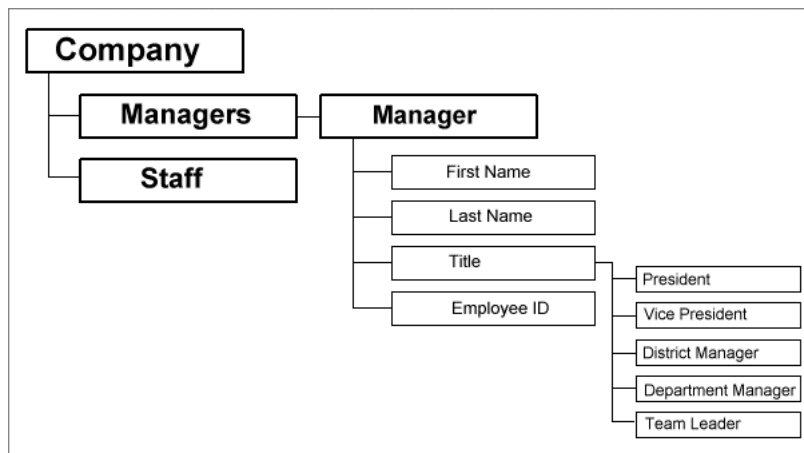 Company
Managers
Manager
Staff
First Name
Last Name
Title
Employee ID
President
Vice President
District Manager
Department Manager
Team Leader